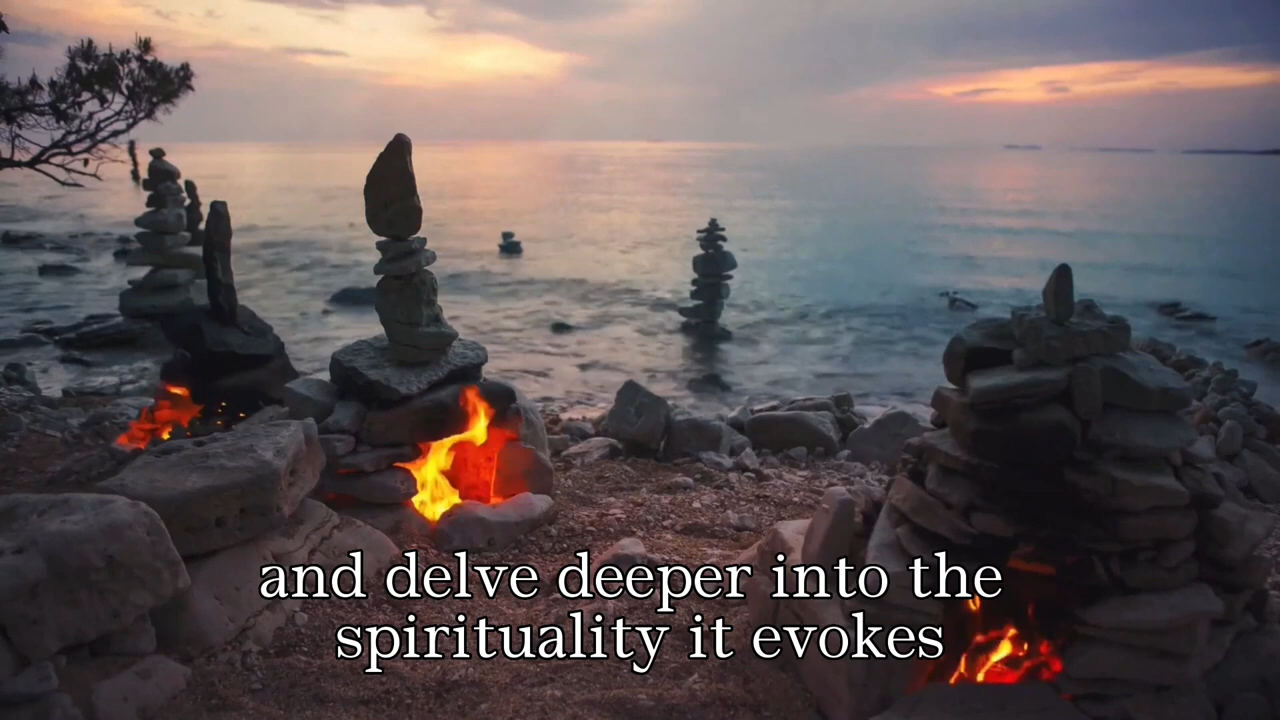 and delve deeper into the
spirituality it evokes